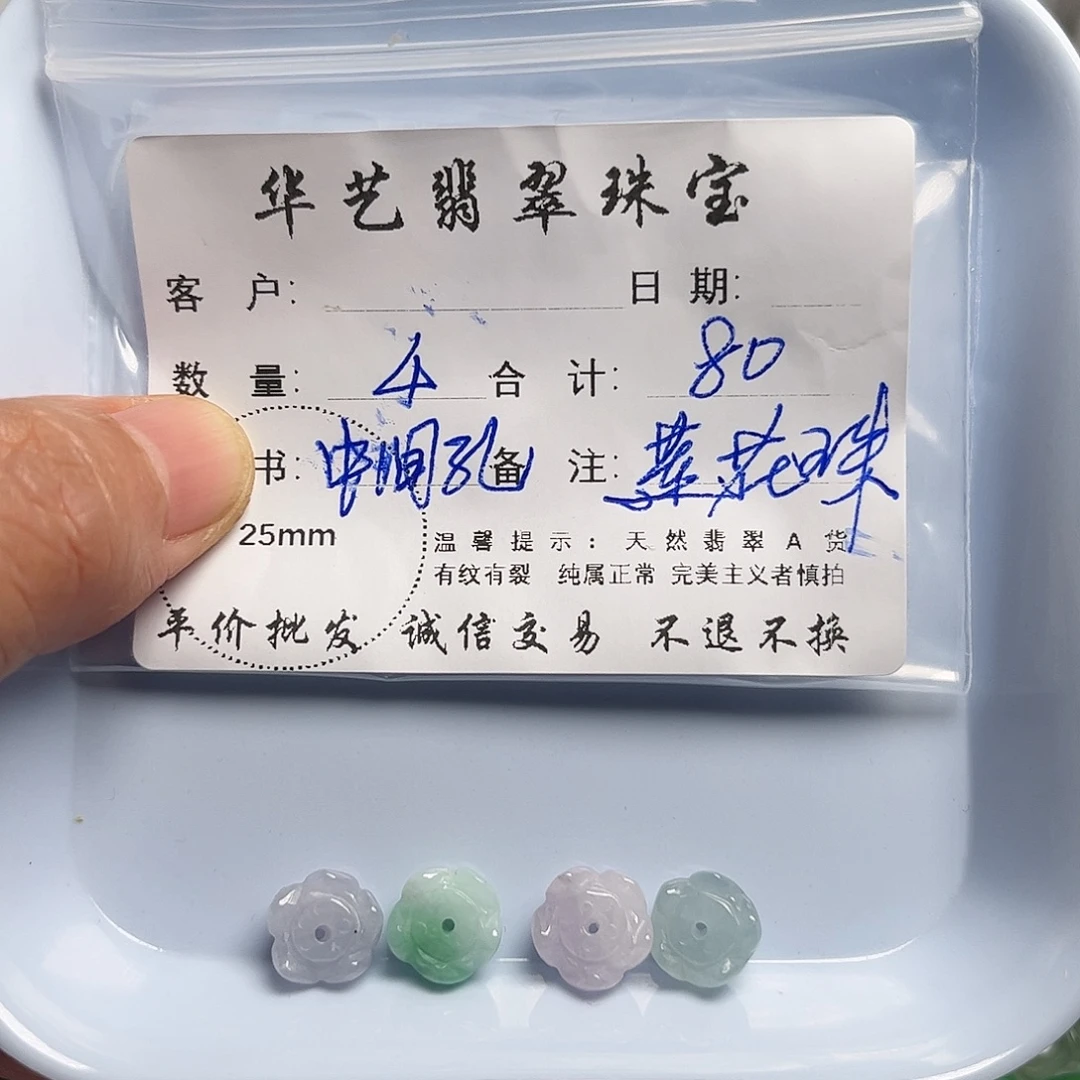 华艺翡翠珠宝
客 户: 日 期:
数 量: 4 合 计: 80
书: 中间孔 备 注: 花珠
25mm
温馨提示: 天然翡翠A货
有纹有裂 纯属正常 完美主义者慎拍
平价批发 诚信交易 不退不换